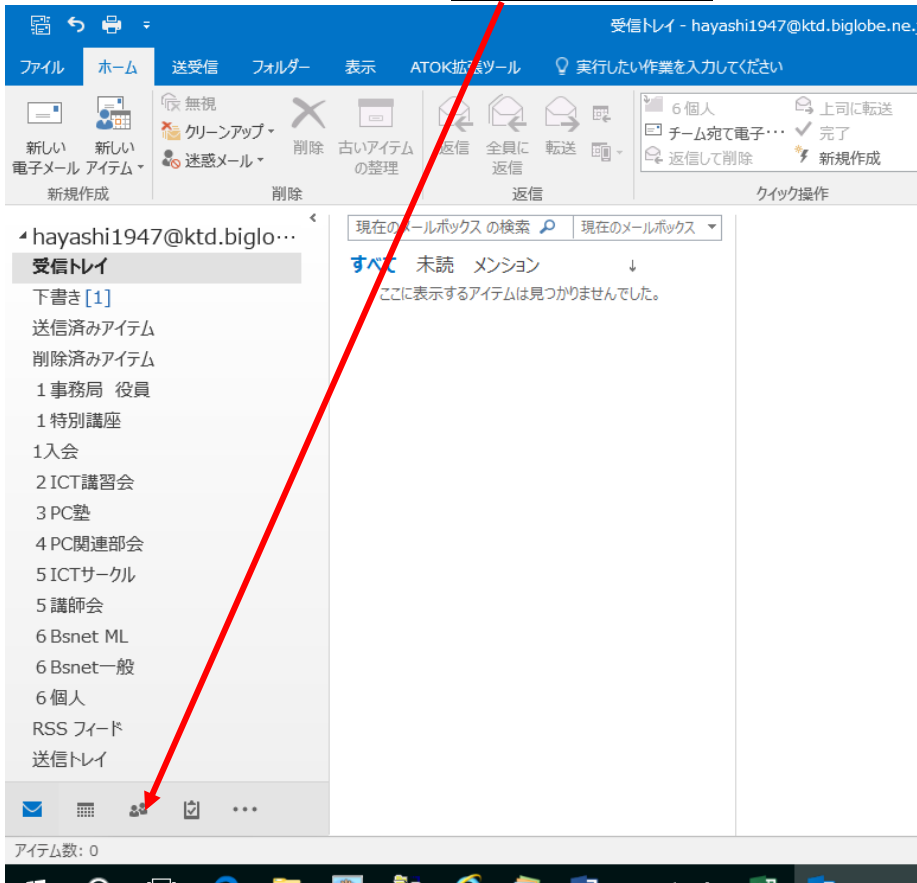 受信トレイ - hayashi1947@ktd.biglobe.ne.
ファイル ホーム 送受信 フォルダー 表示 ATOK拡張ツール 実行したい作業を入力してください
新しい電子メール
新しいアイテム
無視
クリーンアップ
迷惑メール
削除
古いアイテムの整理
返信
全員に返信
転送
6個人
チーム宛て電子…
返信して削除
上司に転送
完了
新規作成
新規作成 削除 返信 クイック操作
hayashi1947@ktd.biglo…
受信トレイ
下書き [1]
送信済みアイテム
削除済みアイテム
1事務局 役員
1特別講座
1入会
2 ICT講習会
3 PC塾
4 PC関連部会
5 ICTサークル
5講師会
6 Bsnet ML
6 Bsnet一般
6個人
RSS フィード
送信トレイ
現在のメールボックス の検索 現在のメールボックス
すべて 未読 メンション ↓
ここに表示するアイテムは見つかりませんでした。
アイテム数: 0